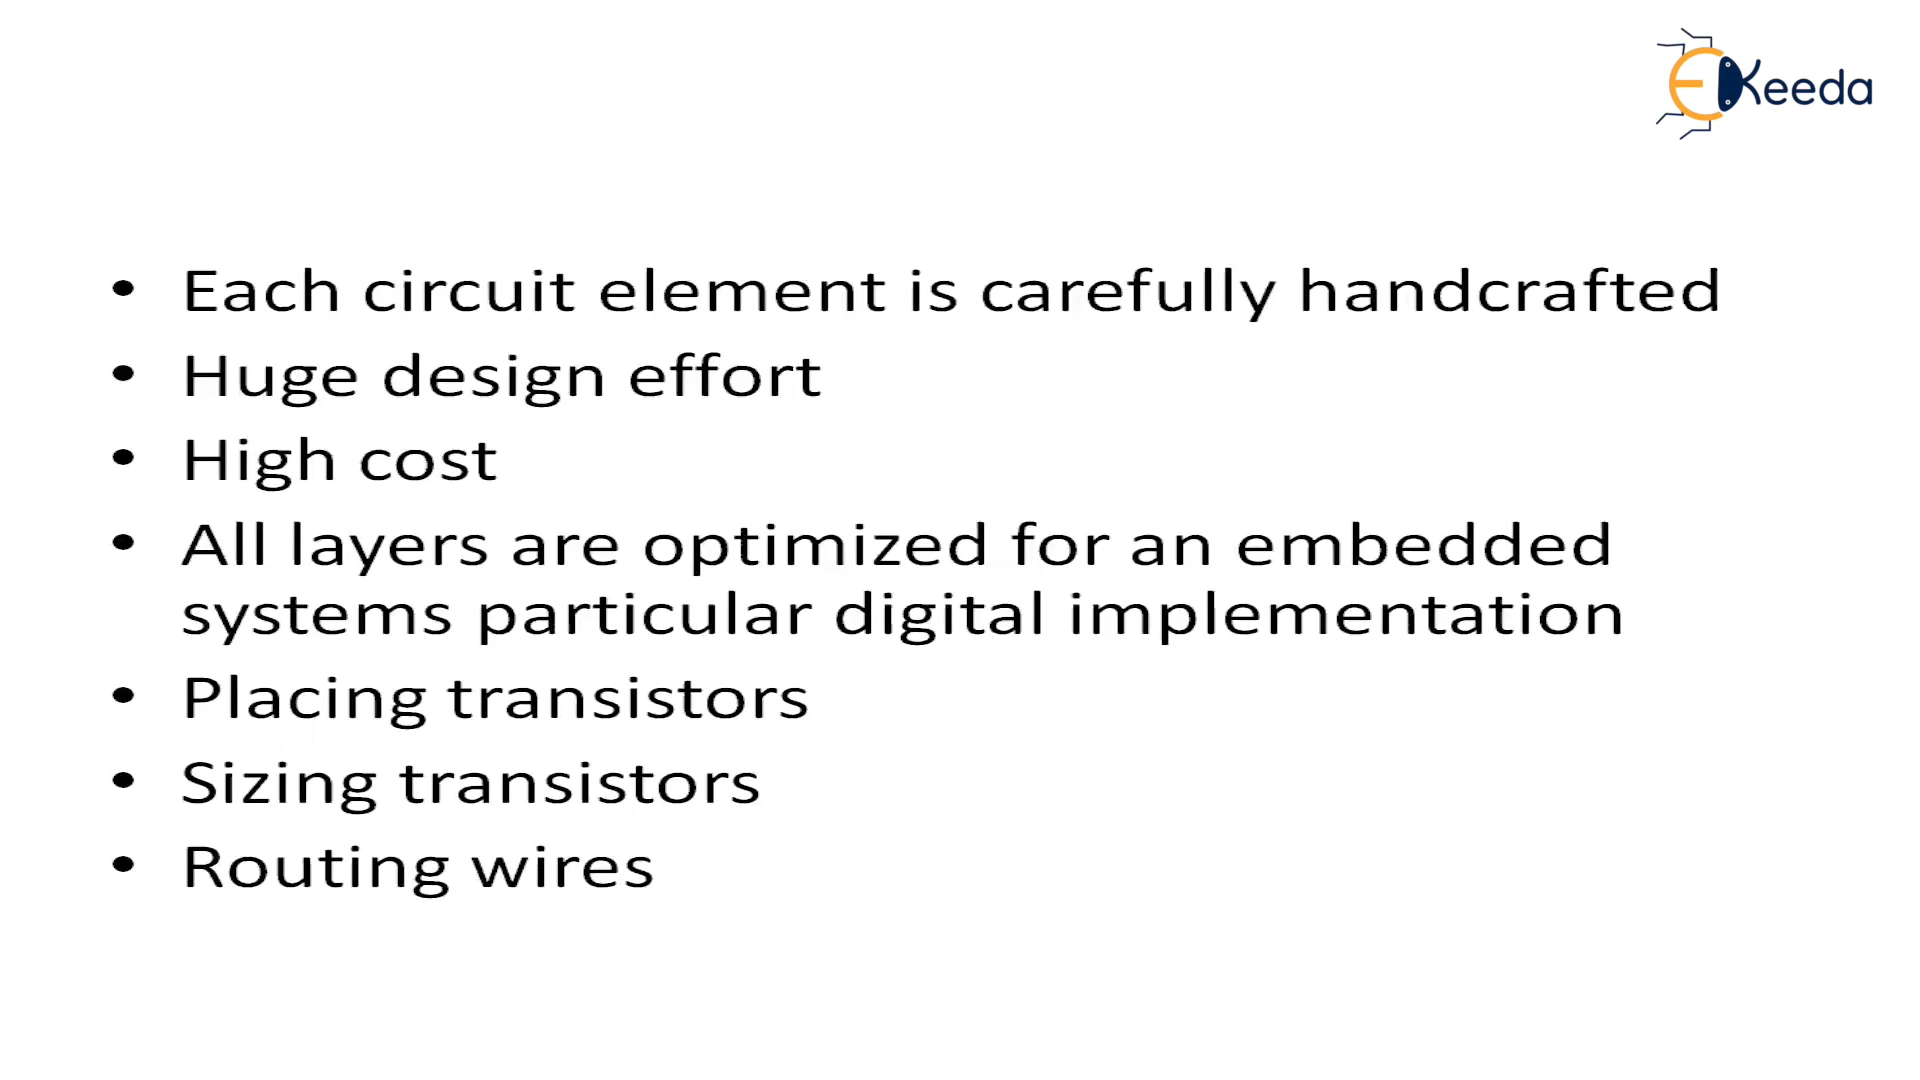 EKeeda
• Each circuit element is carefully handcrafted
• Huge design effort
• High cost
• All layers are optimized for an embedded
systems particular digital implementation
• Placing transistors
• Sizing transistors
• Routing wires